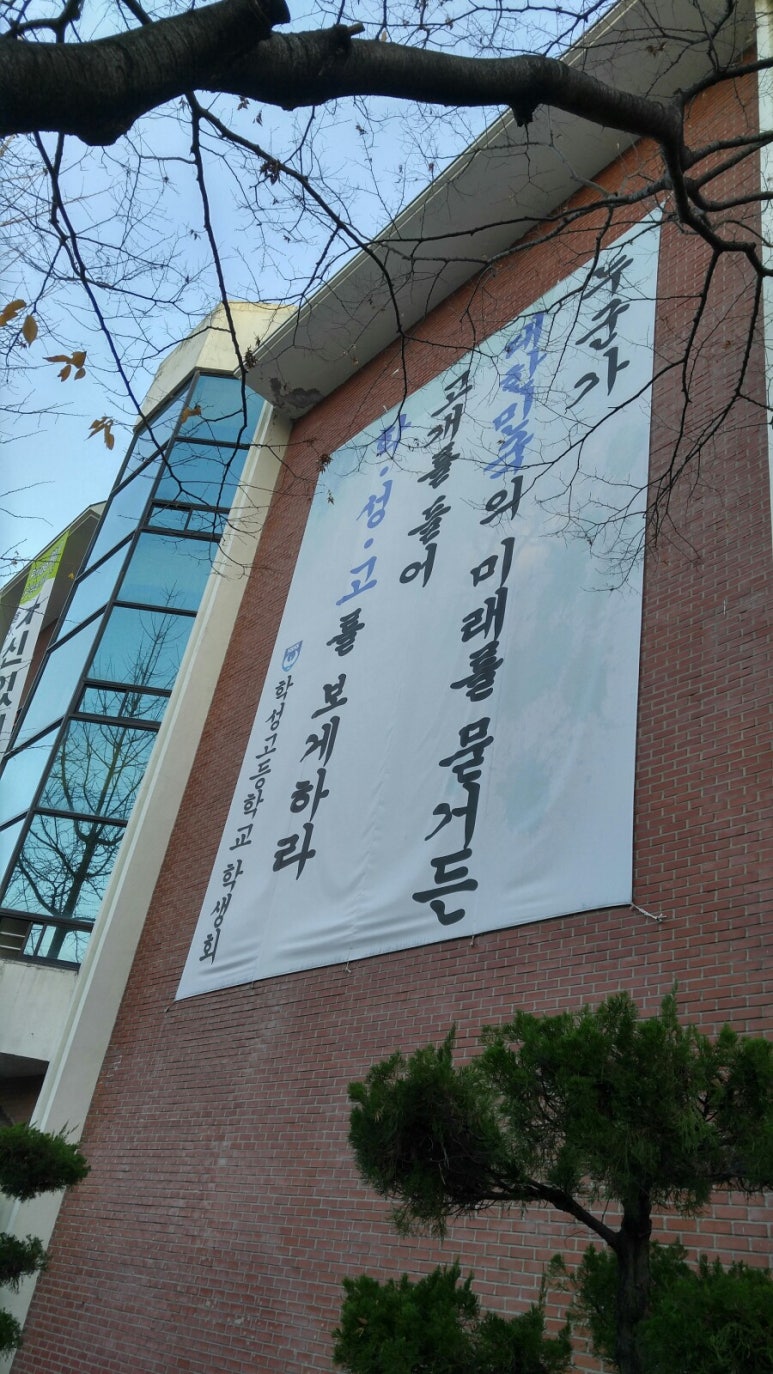 누군가
대한민국의 미래를 묻거든
고개를 들어
학·성·고를 보게하라
학성고등학교 학생회